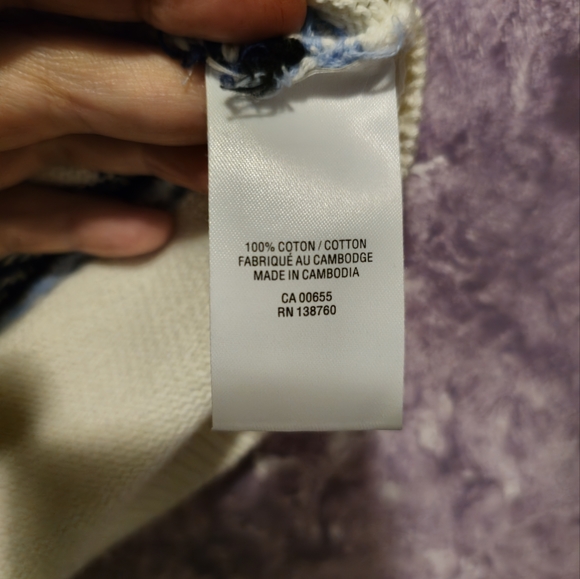 100% COTON / COTTON
FABRIQUÉ AU CAMBODGE
MADE IN CAMBODIA
CA 00655
RN 138760